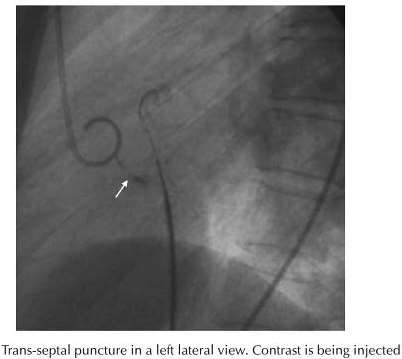 Trans-septal puncture in a left lateral view. Contrast is being injected